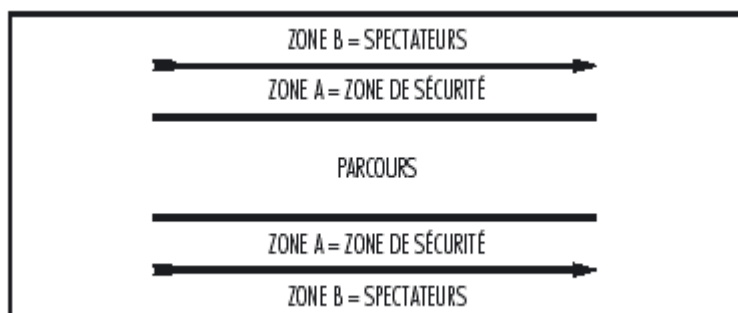 ZONE B = SPECTATEURS
ZONE A = ZONE DE SÉCURITÉ
PARCOURS
ZONE A = ZONE DE SÉCURITÉ
ZONE B = SPECTATEURS